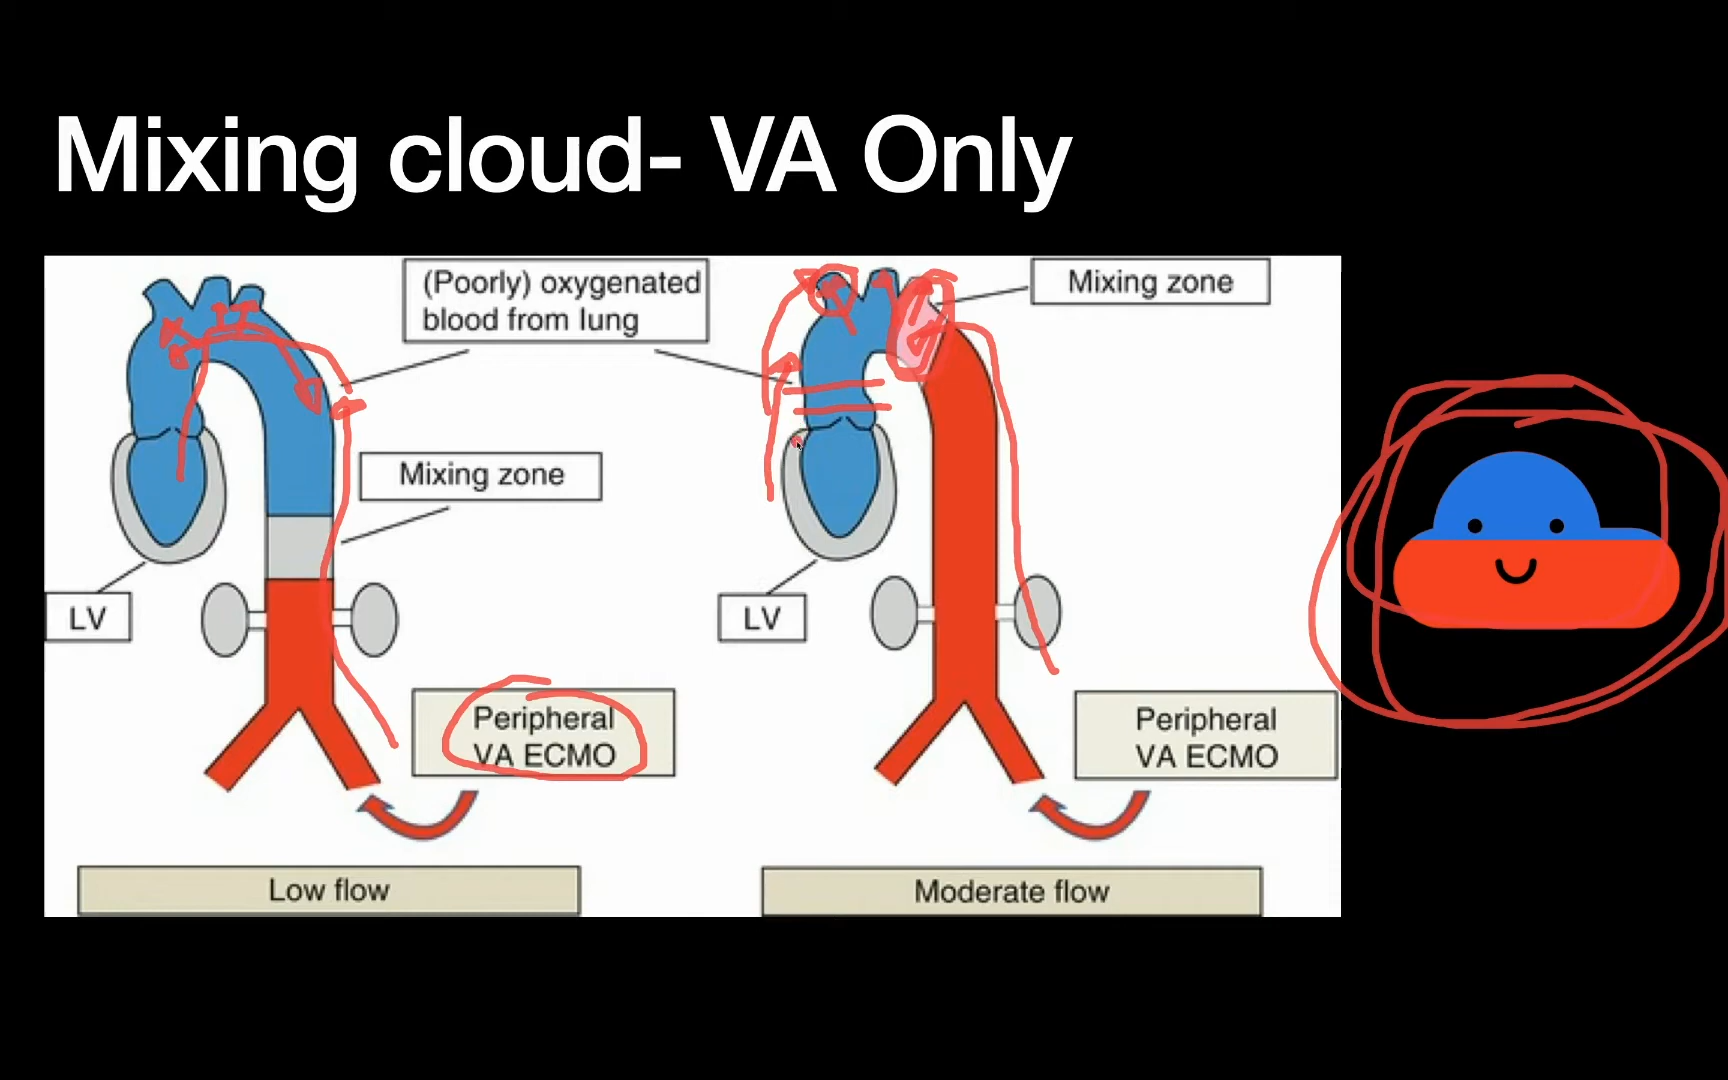 Mixing cloud- VA Only
(Poorly) oxygenated
blood from lung
Mixing zone
Mixing zone
LV
LV
Peripheral
VA ECMO
Peripheral
VA ECMO
Low flow
Moderate flow